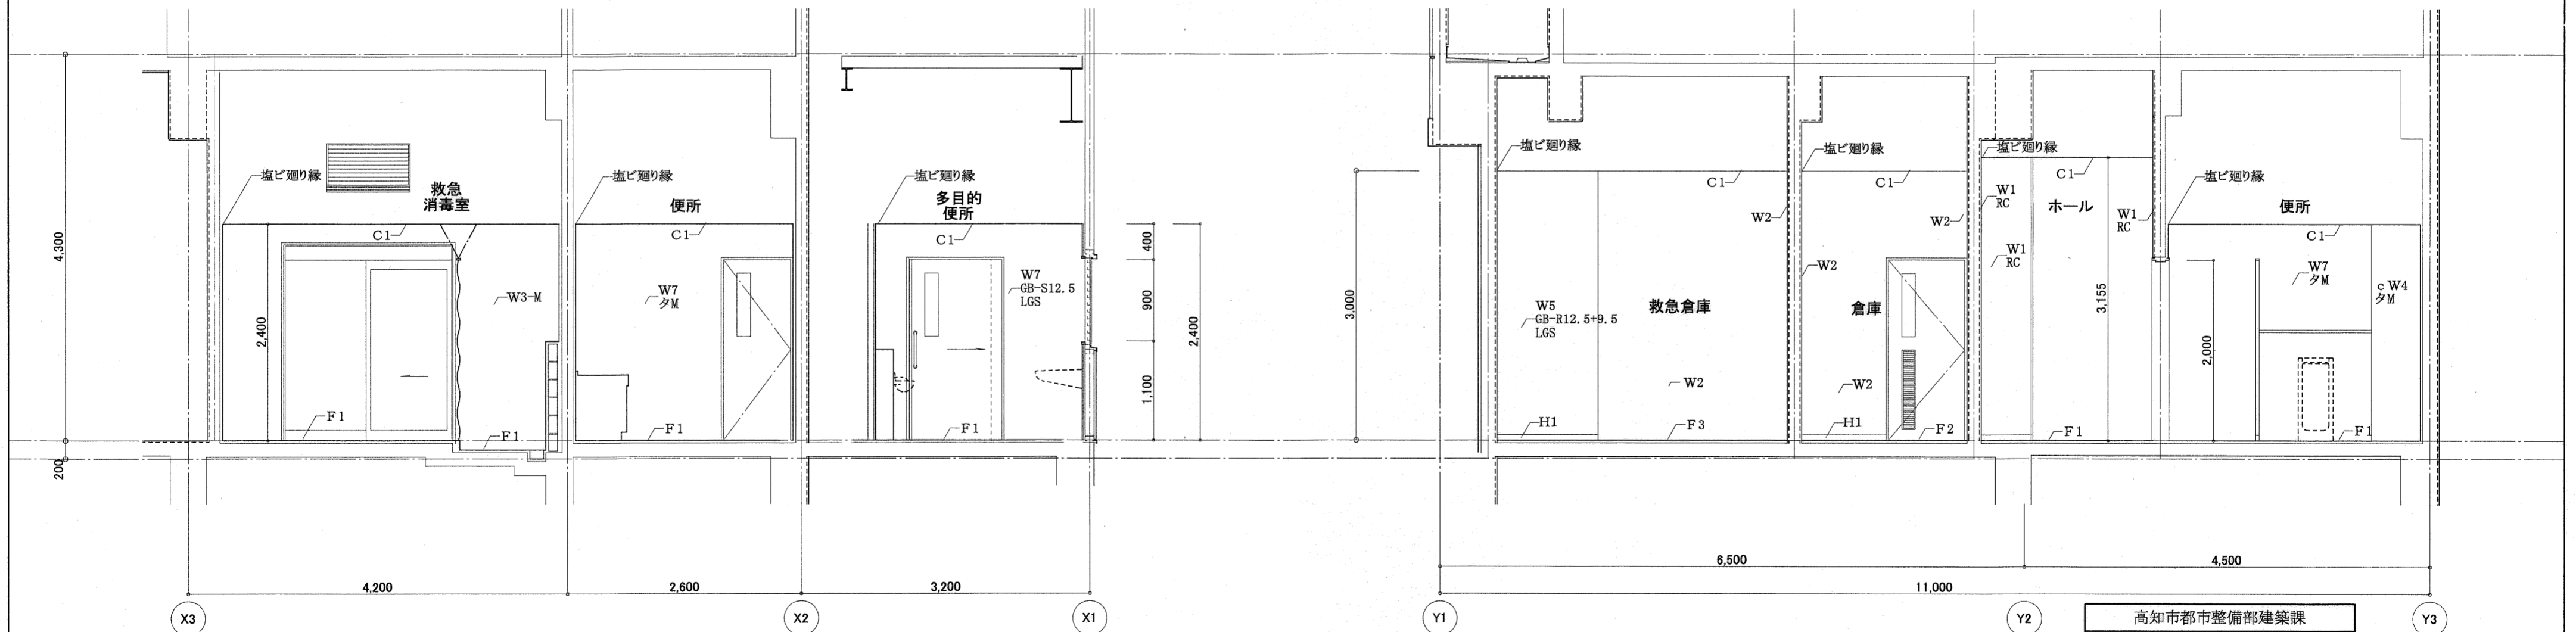 4,300
200
塩ビ廻り縁
救急
消毒室
C1
2,400
W3-M
F1
F1
塩ビ廻り縁
便所
C1
W7
タM
F1
塩ビ廻り縁
多目的
便所
C1
W7
GB-S12.5
LGS
F1
400
900
1,100
2,400
4,200
2,600
3,200
X3
X2
X1
3,000
塩ビ廻り縁
C1
W2
W5
GB-R12.5+9.5
LGS
救急倉庫
W2
H1
F3
塩ビ廻り縁
C1
W2
W2
倉庫
W2
H1
F2
塩ビ廻り縁
C1
W1
RC
ホール
W1
RC
W1
RC
3,155
F1
塩ビ廻り縁
便所
C1
W7
タM
cW4
タM
2,000
F1
6,500
4,500
11,000
Y1
Y2
Y3
高知市都市整備部建築課